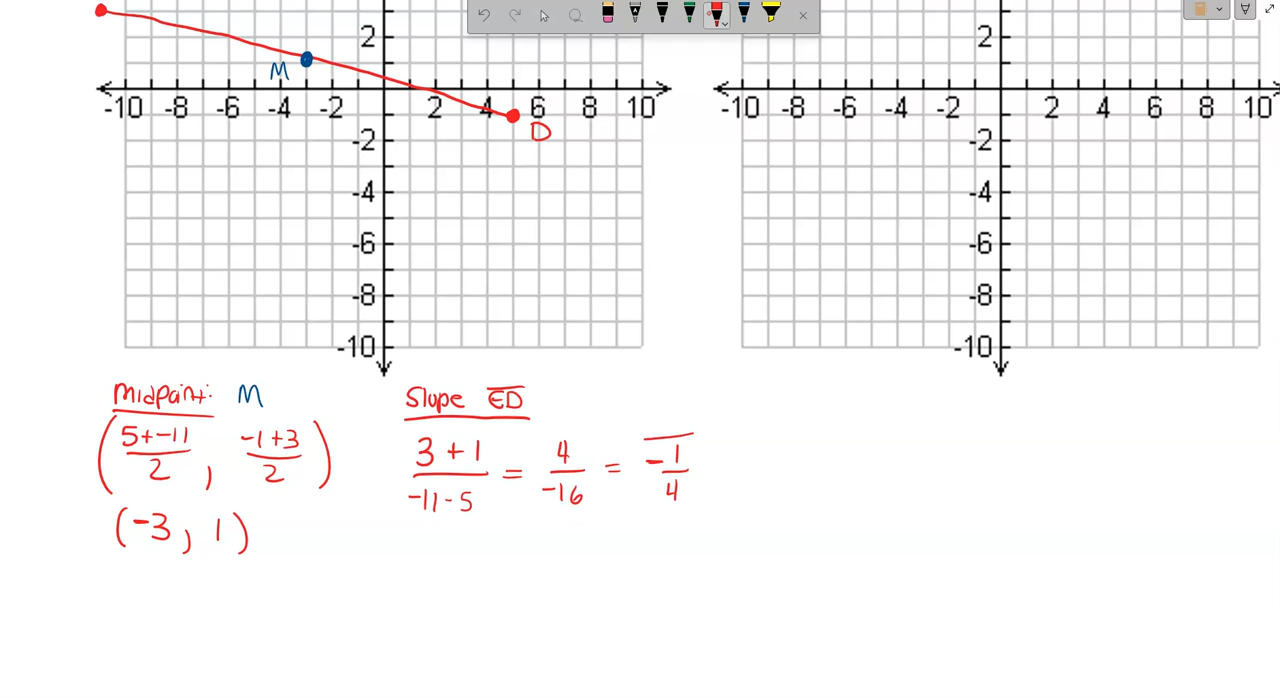 2 2
M
-10 -8 -6 -4 -2 2 4 6 8 10 -10 -8 -6 -4 -2 2 4 6 8 10
D
-2 -2
-4 -4
-6 -6
-8 -8
-10 -10
Midpoint: M Slope ED
(5+-11/2, -1+3/2) 3+1/-11-5 = 4/-16 = -1/4
(-3, 1)